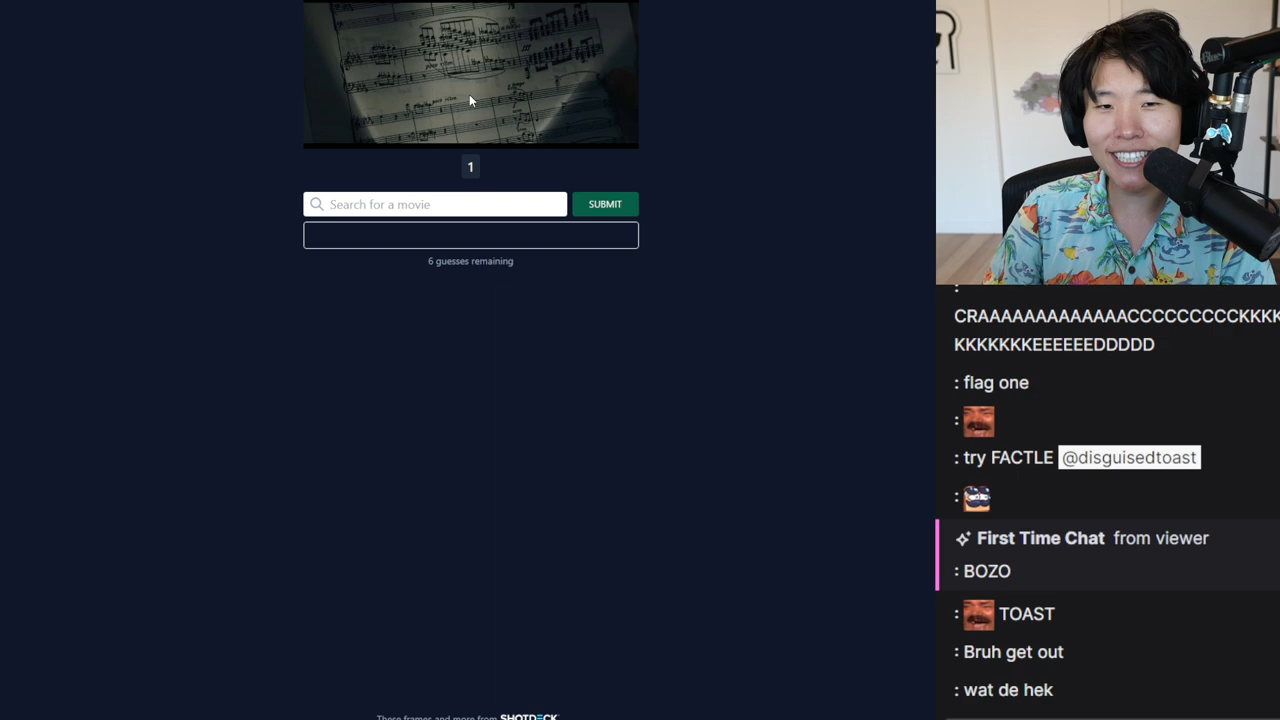 1
Search for a movie
SUBMIT
6 guesses remaining
These frames and more from SHOTDECK
:
CRAAAAAAAAAAAAACCCCCCCCCKKKK
KKKKKKKEEEEEEDDDDD
: flag one
:
: try FACTLE @disguisedtoast
:
First Time Chat from viewer
: BOZO
: TOAST
: Bruh get out
: wat de hek